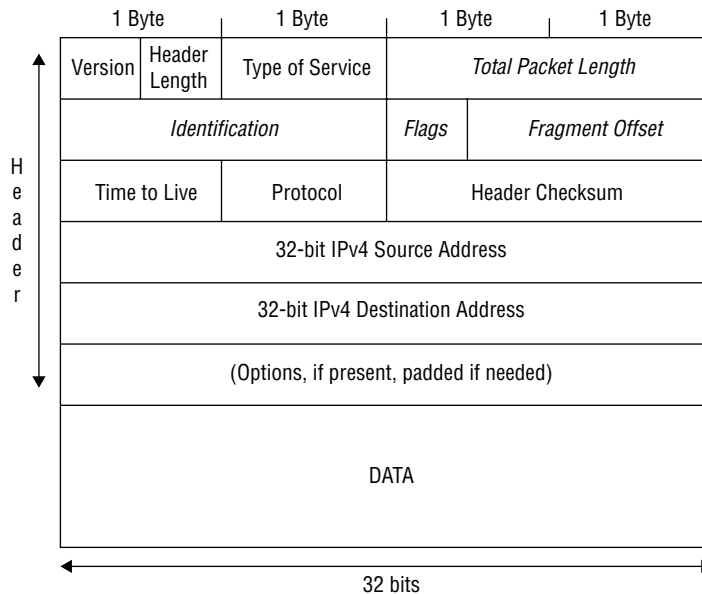 1 Byte 1 Byte 1 Byte 1 Byte
Version Header Length Type of Service Total Packet Length
Identification Flags Fragment Offset
Header
Time to Live Protocol Header Checksum
32-bit IPv4 Source Address
32-bit IPv4 Destination Address
(Options, if present, padded if needed)
DATA
32 bits